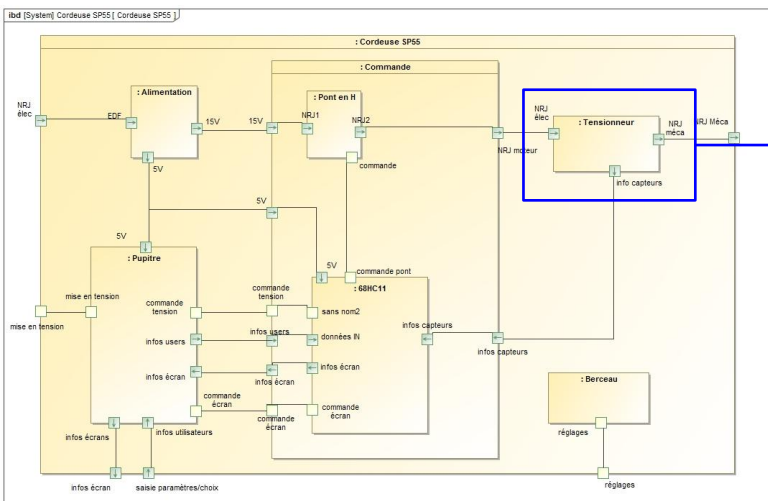 ibd [System] Cordeuse SP55 [ Cordeuse SP55 ]
: Cordeuse SP55
: Commande
: Alimentation
: Pont en H
NRJ
élec
EDF
15V
15V
NRJ1
NRJ2
NRJ
élec
: Tensionneur
NRJ
méca
NRJ Méca
NRJ moteur
commande
5V
info capteurs
5V
5V
5V
commande pont
: Pupitre
: 68HC11
mise en tension
mise en tension
commande
tension
commande
tension
sans nom2
infos users
infos users
données IN
infos capteurs
infos capteurs
infos écran
infos écran
infos écran
commande
écran
commande
écran
commande
écran
: Berceau
réglages
infos écrans
infos utilisateurs
infos écran
saisie paramètres/choix
réglages